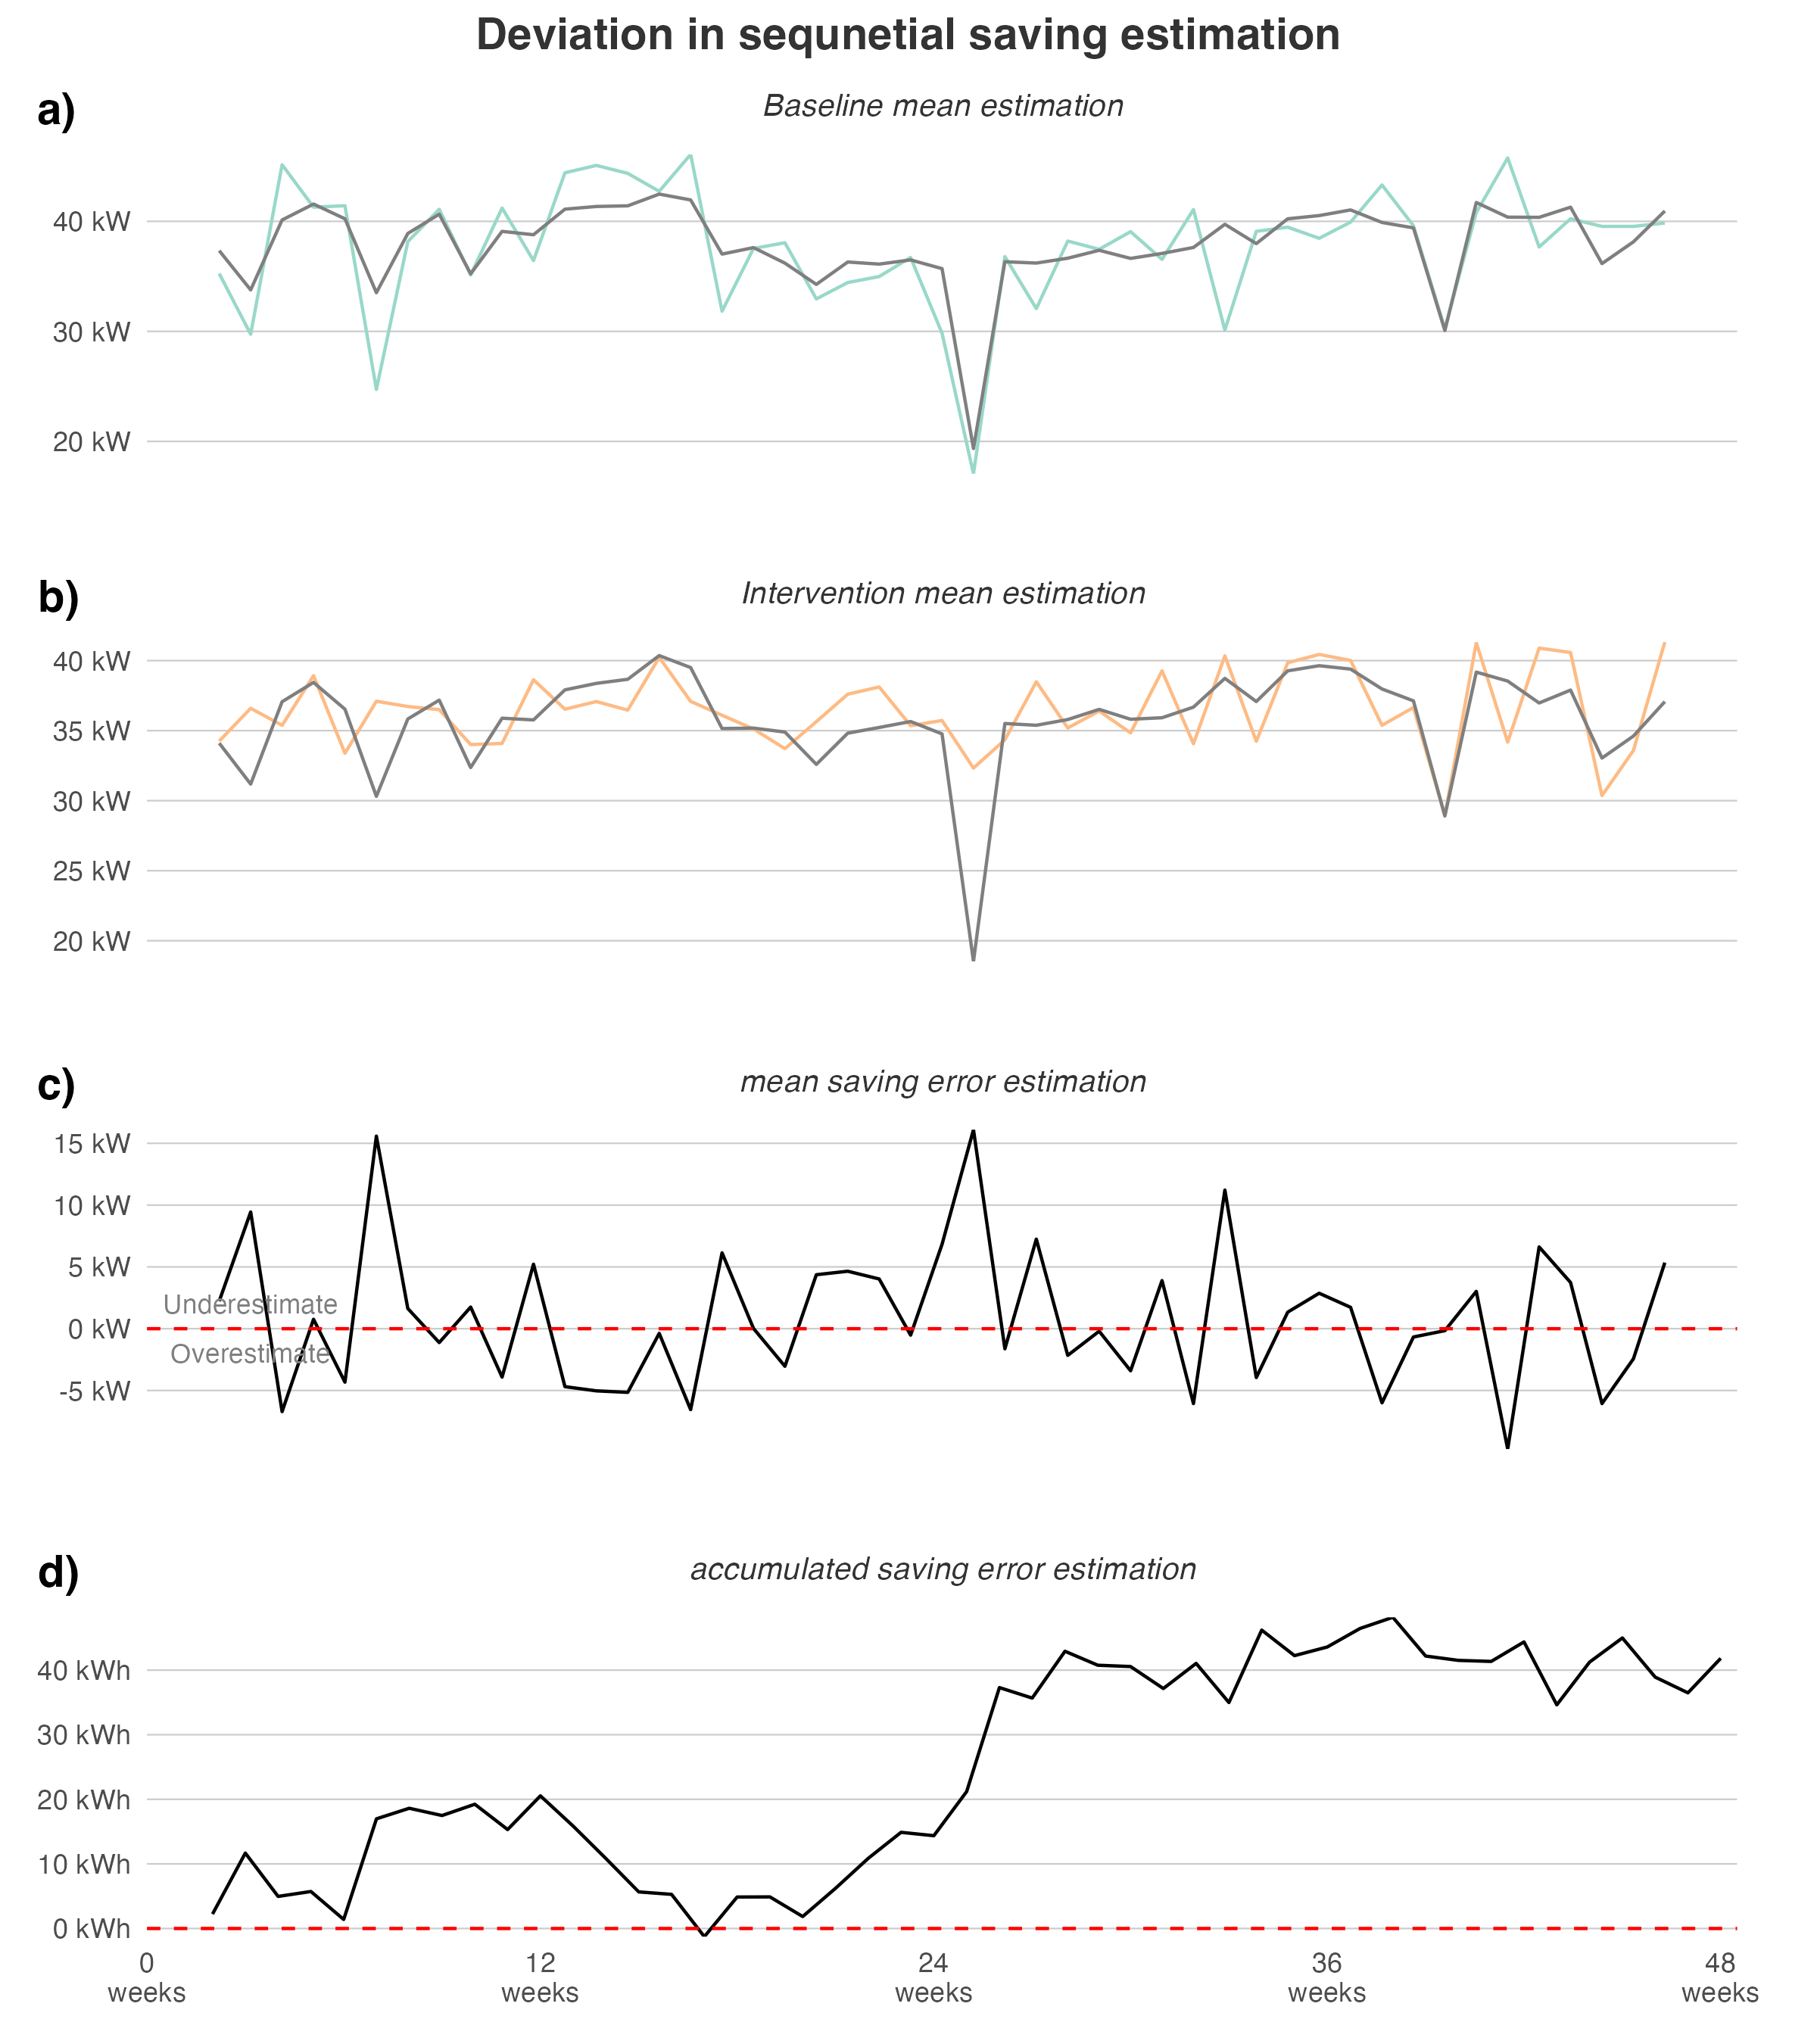 Deviation in sequnetial saving estimation
a)
Baseline mean estimation
40 kW
30 kW
20 kW
b)
Intervention mean estimation
40 kW
35 kW
30 kW
25 kW
20 kW
c)
mean saving error estimation
15 kW
10 kW
5 kW
Underestimate
0 kW
Overestimate
-5 kW
d)
accumulated saving error estimation
40 kWh
30 kWh
20 kWh
10 kWh
0 kWh
0 12 24 36 48
weeks weeks weeks weeks weeks